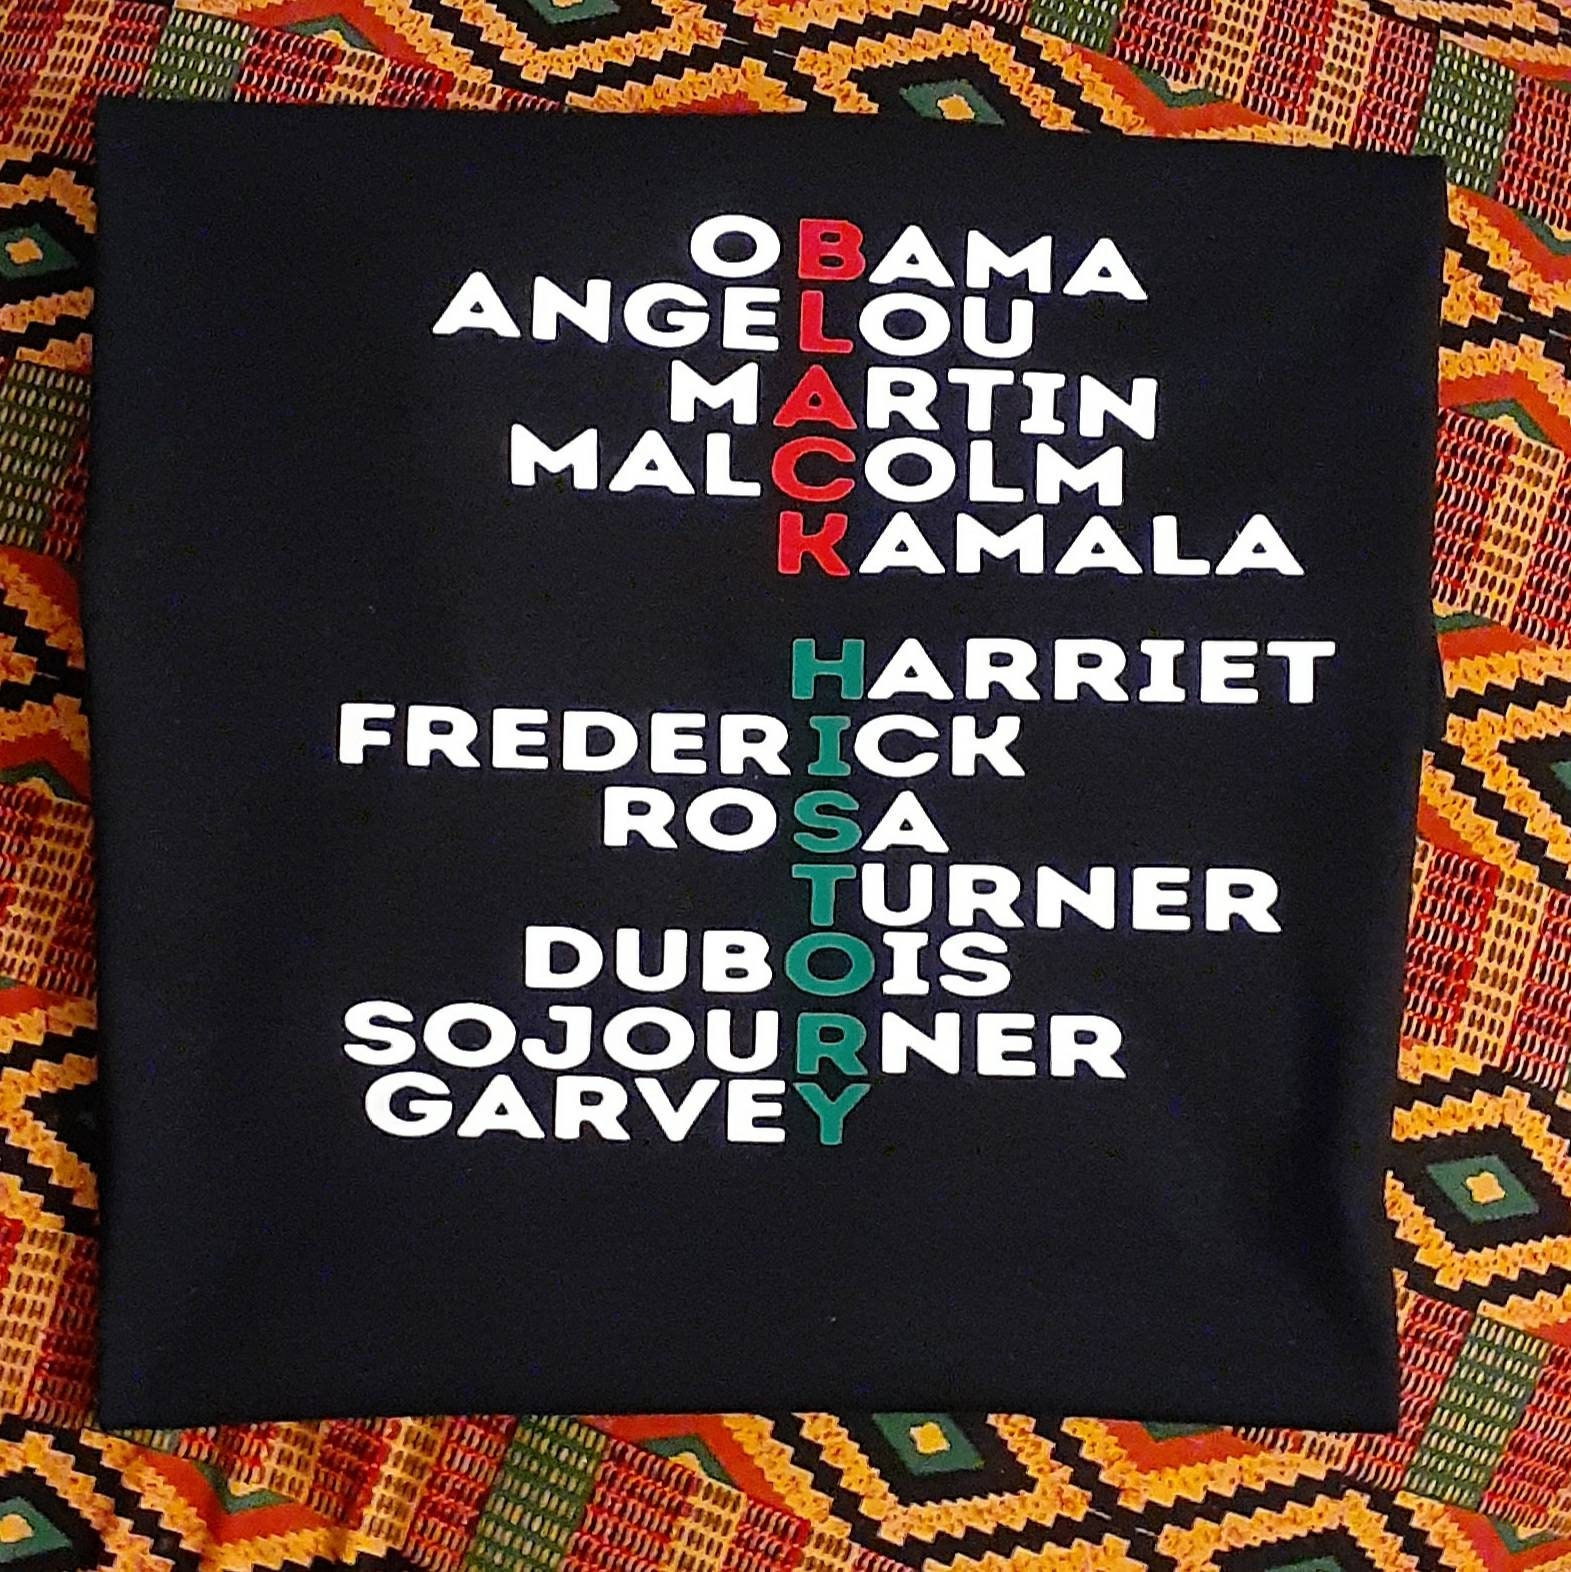 OBAMA
ANGELOU
MARTIN
MALCOLM
KAMALA
HARRIET
FREDERICK
ROSA
TURNER
DUBOIS
SOJOURNER
GARVEY